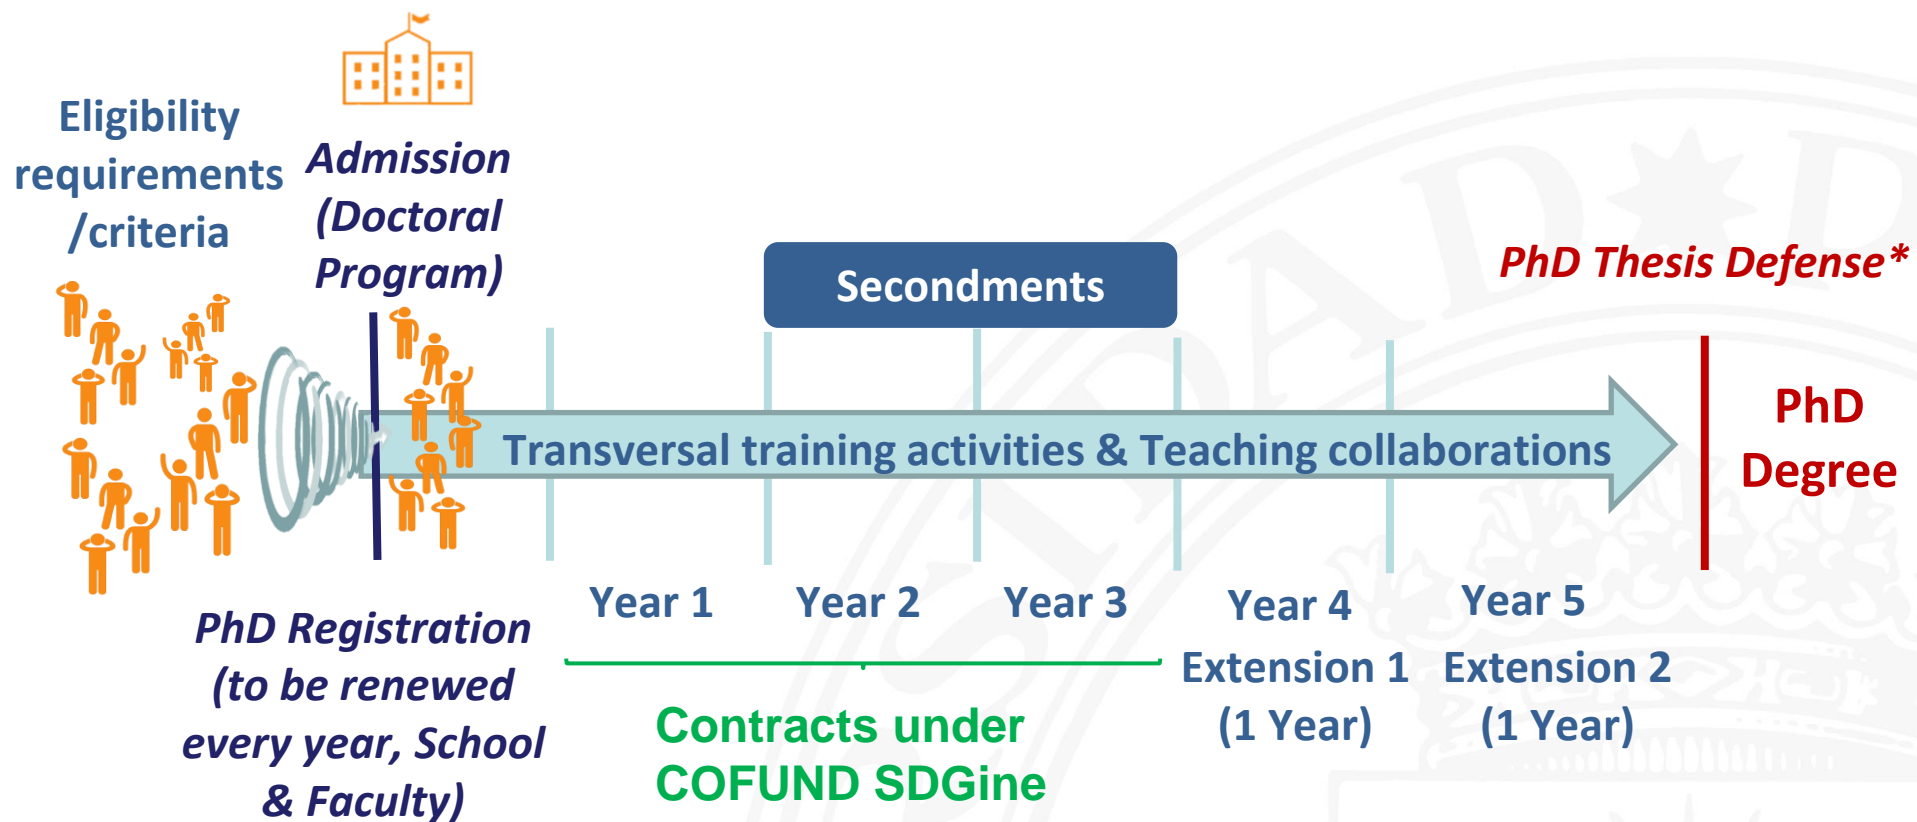 Eligibility
requirements
/criteria
Admission
(Doctoral
Program)
Secondments
PhD Thesis Defense*
Transversal training activities & Teaching collaborations
PhD
Degree
PhD Registration
(to be renewed
every year, School
& Faculty)
Year 1
Year 2
Year 3
Year 4
Extension 1
(1 Year)
Year 5
Extension 2
(1 Year)
Contracts under
COFUND SDGine
SIDAD D